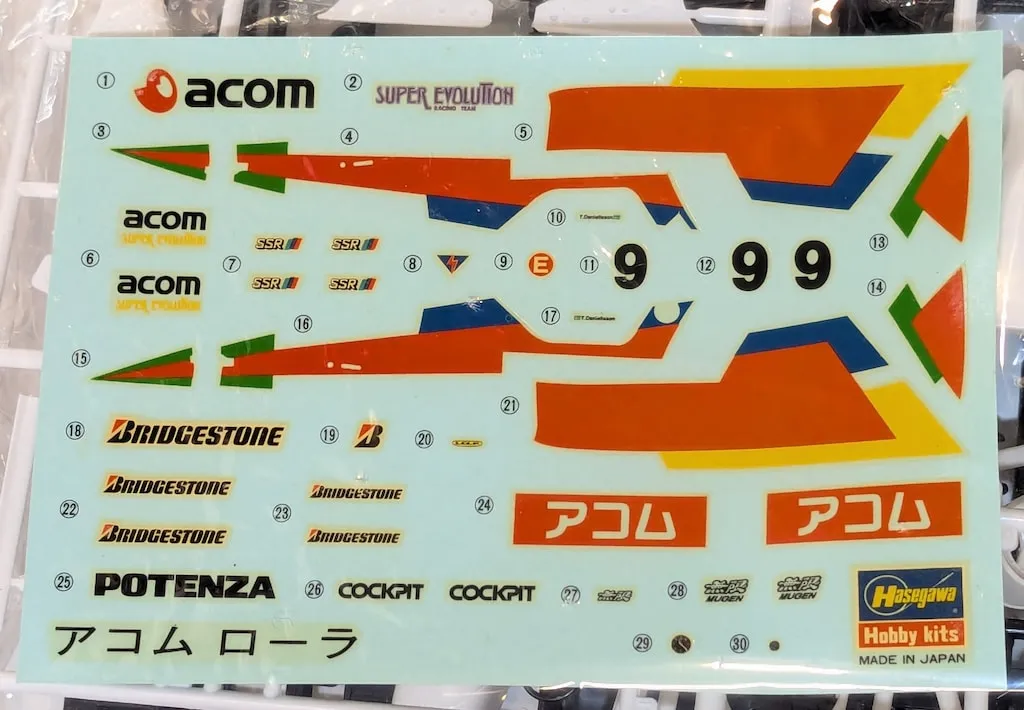 ① acom
② SUPER EVOLUTION
RACING TEAM
③
④
⑤
⑥ acom
SUPER EVOLUTION
acom
SUPER EVOLUTION
⑦ SSR SSR
SSR SSR
⑧
⑨ E
⑩ T.Danielsson
⑪ 9
⑫ 9 9
⑬
⑭
⑮
⑯
⑰ T.Danielsson
⑱ BRIDGESTONE
⑲ B
⑳ LOLA
㉑
㉒ BRIDGESTONE
BRIDGESTONE
㉓ BRIDGESTONE
BRIDGESTONE
㉔ アコム アコム
㉕ POTENZA
㉖ COCKPIT COCKPIT
㉗
㉘ 無限 MUGEN 無限 MUGEN
アコム ローラ
㉙
㉚
Hasegawa
Hobby kits
MADE IN JAPAN